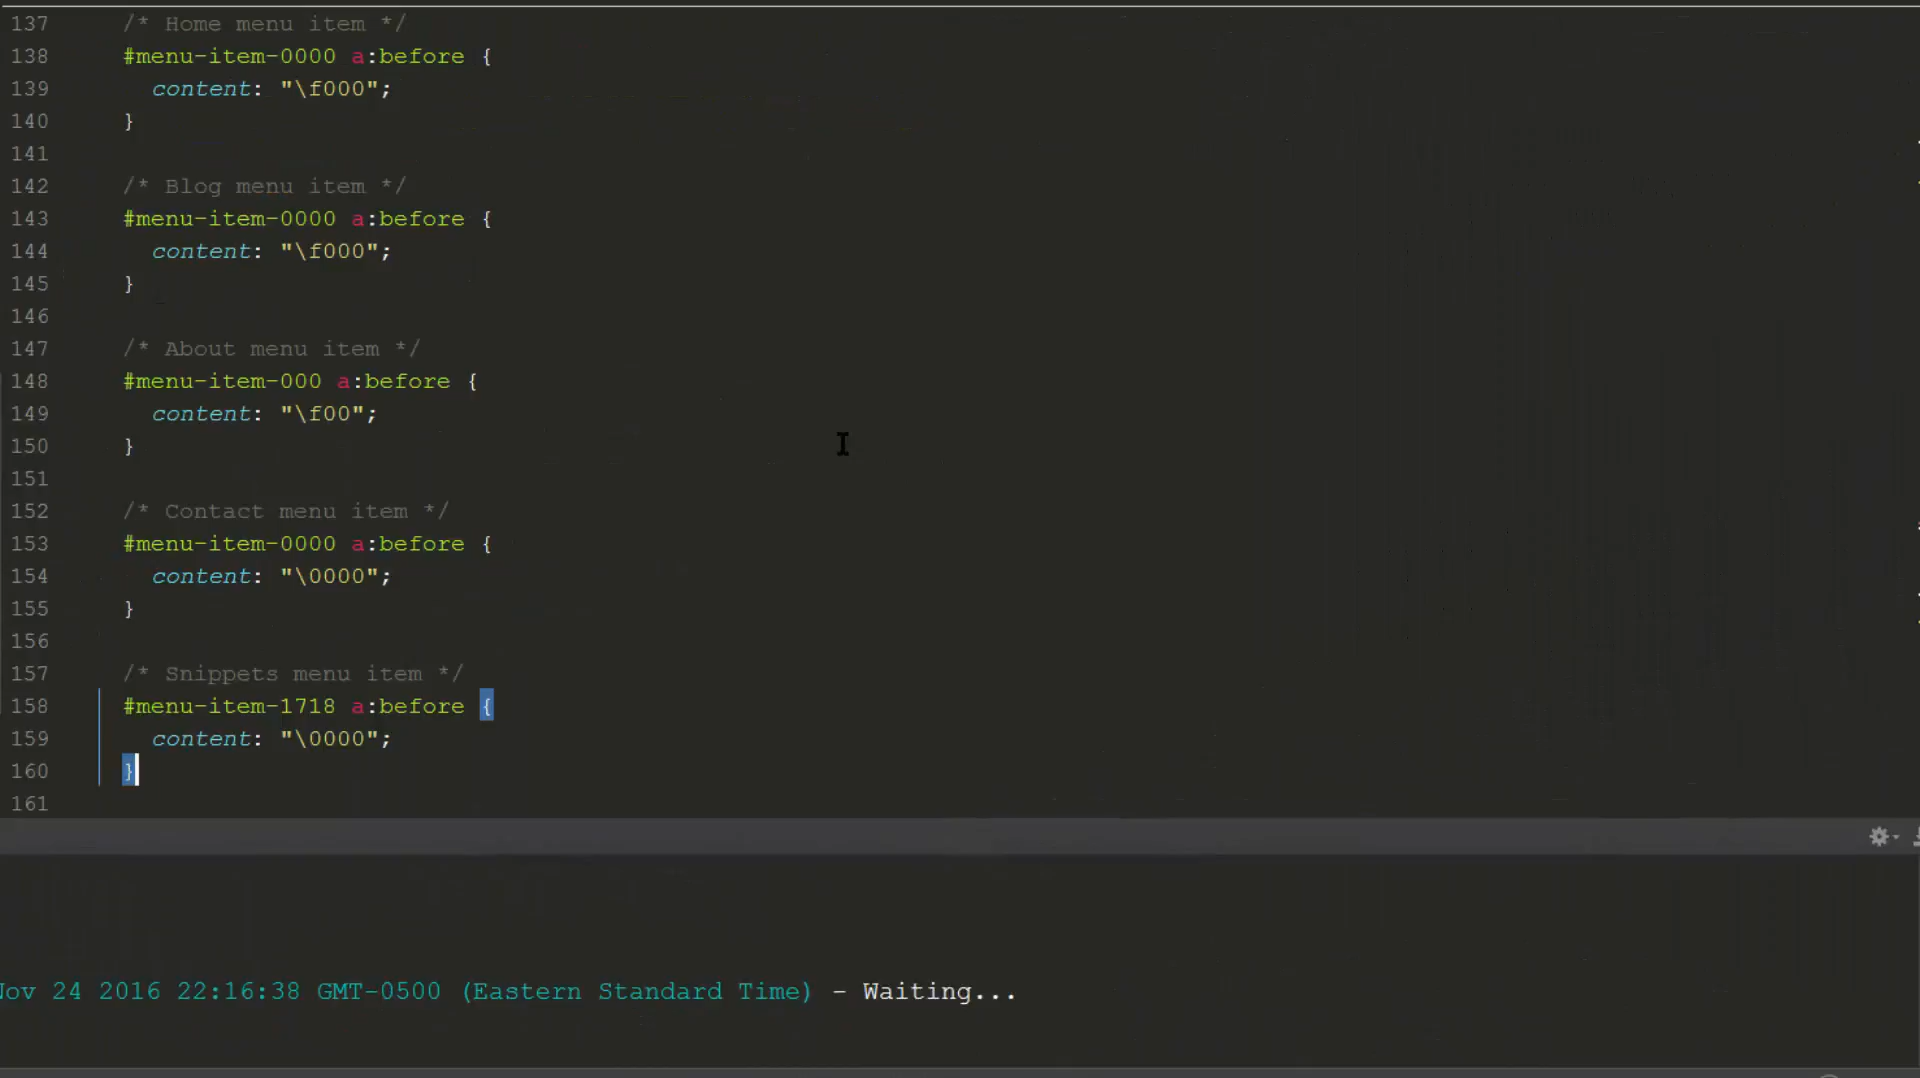 137 /* Home menu item */
138 #menu-item-0000 a:before {
139 content: "\f000";
140 }
141
142 /* Blog menu item */
143 #menu-item-0000 a:before {
144 content: "\f000";
145 }
146
147 /* About menu item */
148 #menu-item-000 a:before {
149 content: "\f00";
150 }
151
152 /* Contact menu item */
153 #menu-item-0000 a:before {
154 content: "\0000";
155 }
156
157 /* Snippets menu item */
158 #menu-item-1718 a:before {
159 content: "\0000";
160 }
161
Nov 24 2016 22:16:38 GMT-0500 (Eastern Standard Time) - Waiting...